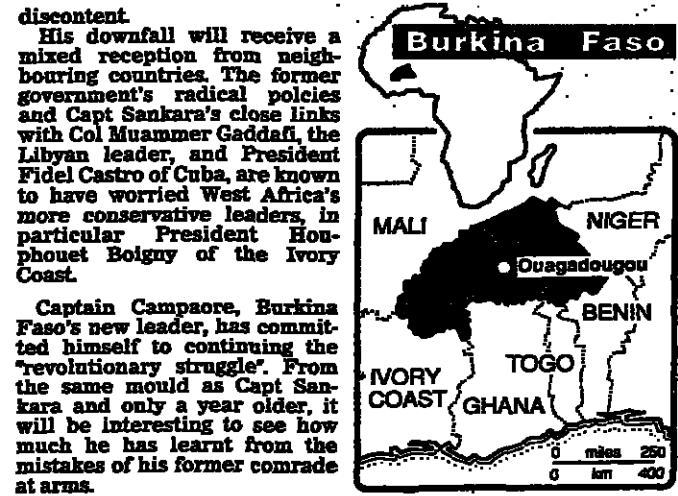 discontent.
His downfall will receive a
mixed reception from neigh-
bouring countries. The former
government's radical polcies
and Capt Sankara's close links
with Col Muammer Gaddafi, the
Libyan leader, and President
Fidel Castro of Cuba, are known
to have worried West Africa's
more conservative leaders, in
particular President Hou-
phouet Boigny of the Ivory
Coast.
Captain Campaore, Burkina
Faso's new leader, has commit-
ted himself to continuing the
"revolutionary struggle". From
the same mould as Capt San-
kara and only a year older, it
will be interesting to see how
much he has learnt from the
mistakes of his former comrade
at arms.
Burkina Faso
MALI
NIGER
Ouagadougou
BENIN
TOGO
IVORY
COAST
GHANA
0 miles 250
0 km 400